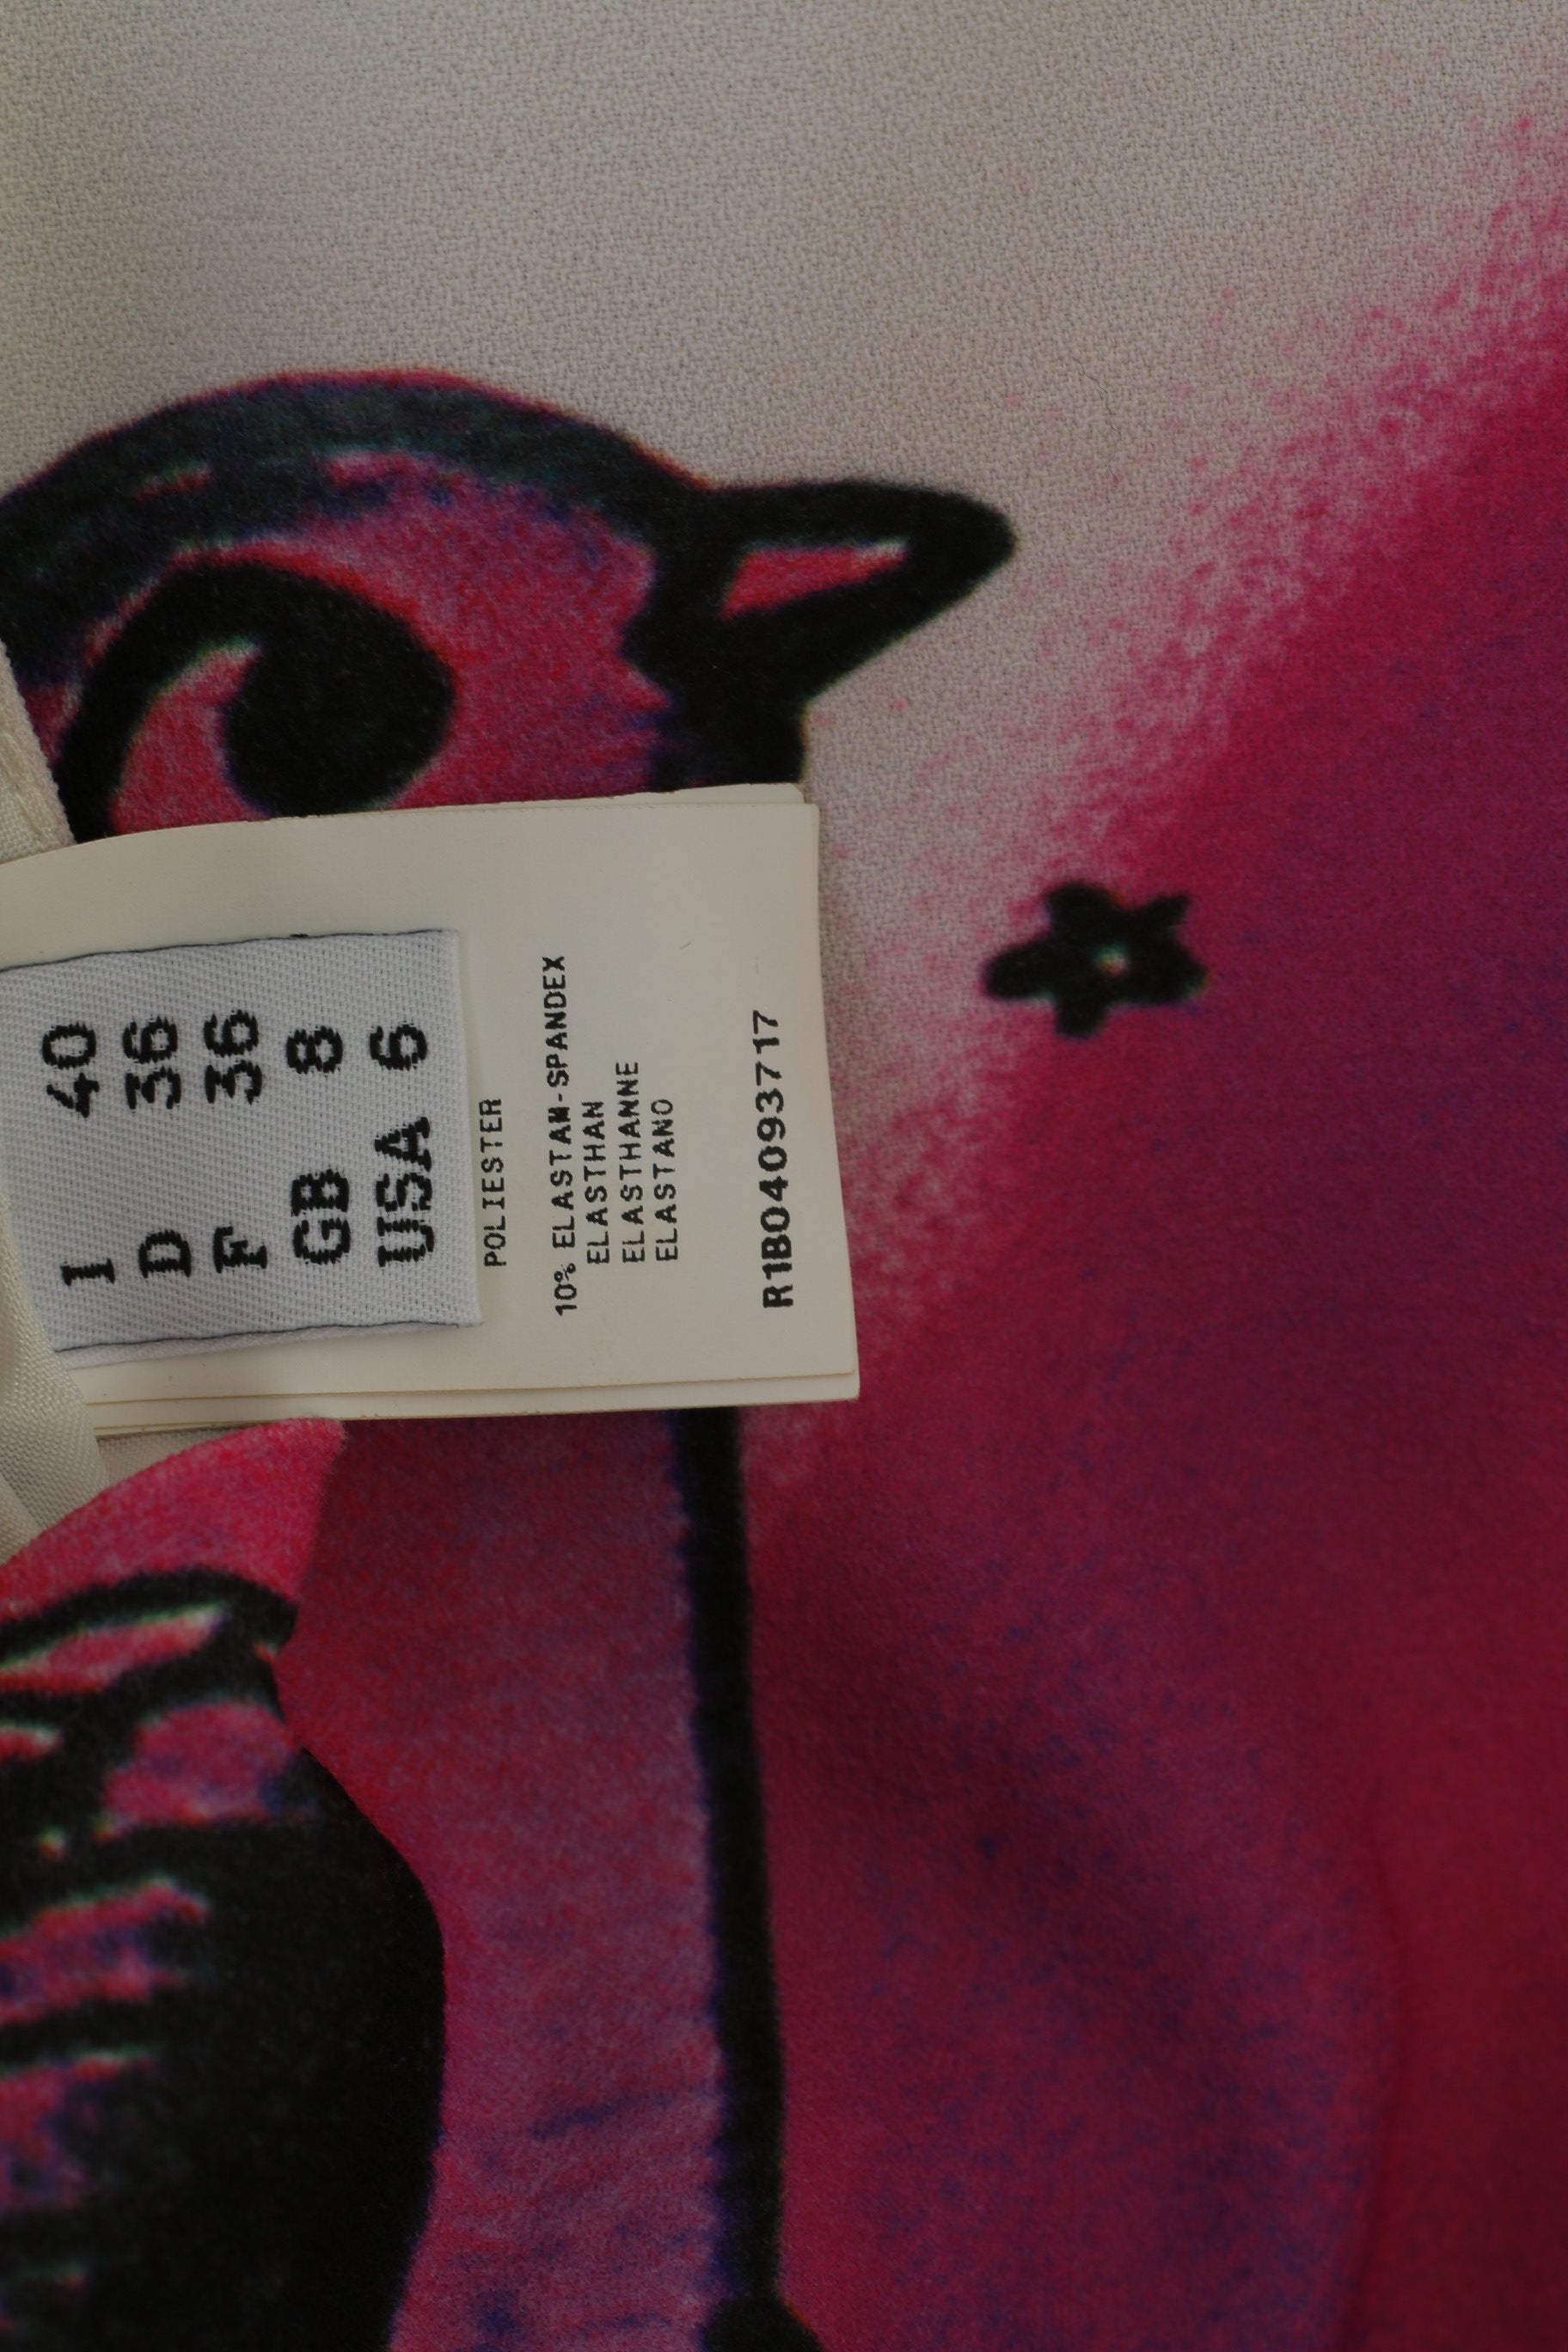 I 40
D 36
F 36
GB 8
USA 6
POLIESTER
10% ELASTAM-SPANDEX
ELASTHAN
ELASTHANNE
ELASTANO
R1B04093717